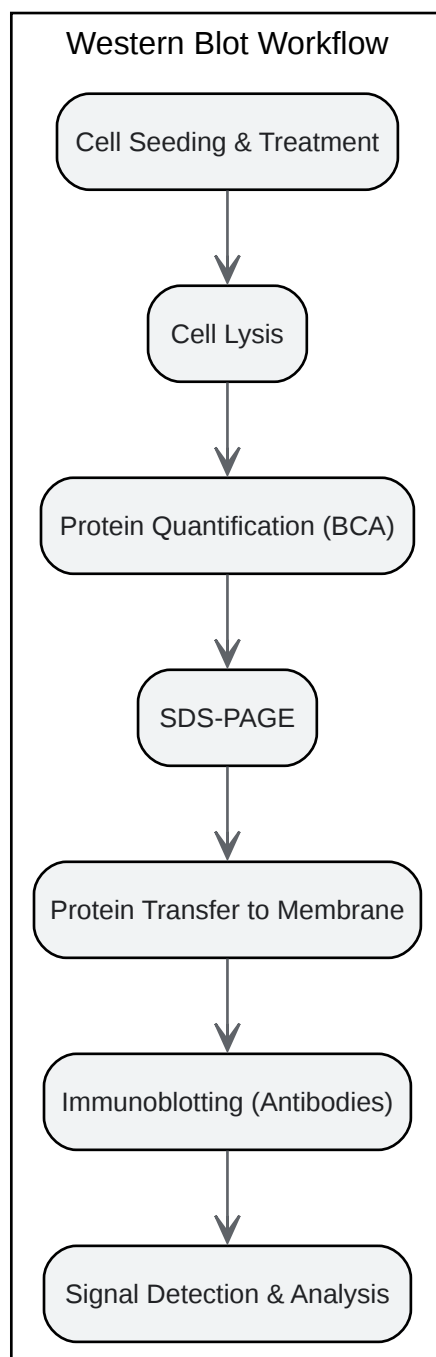 Western Blot Workflow
Cell Seeding & Treatment
Cell Lysis
Protein Quantification (BCA)
SDS-PAGE
Protein Transfer to Membrane
Immunoblotting (Antibodies)
Signal Detection & Analysis